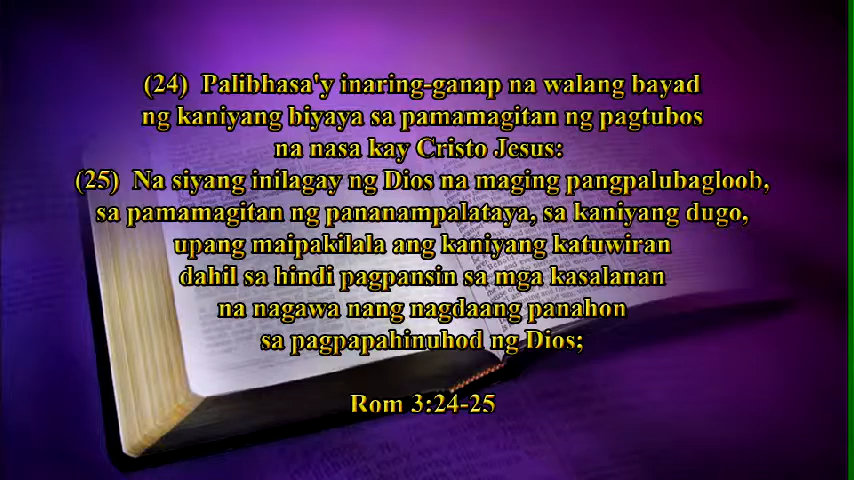 (24) Palibhasa'y inaring-ganap na walang bayad
ng kaniyang biyaya sa pamamagitan ng pagtubos
na nasa kay Cristo Jesus:
(25) Na siyang inilagay ng Dios na maging pangpalubagloob,
sa pamamagitan ng pananampalataya, sa kaniyang dugo,
upang maipakilala ang kaniyang katuwiran
dahil sa hindi pagpansin sa mga kasalanan
na nagawa nang nagdaang panahon
sa pagpapahinuhod ng Dios;
Rom 3:24-25